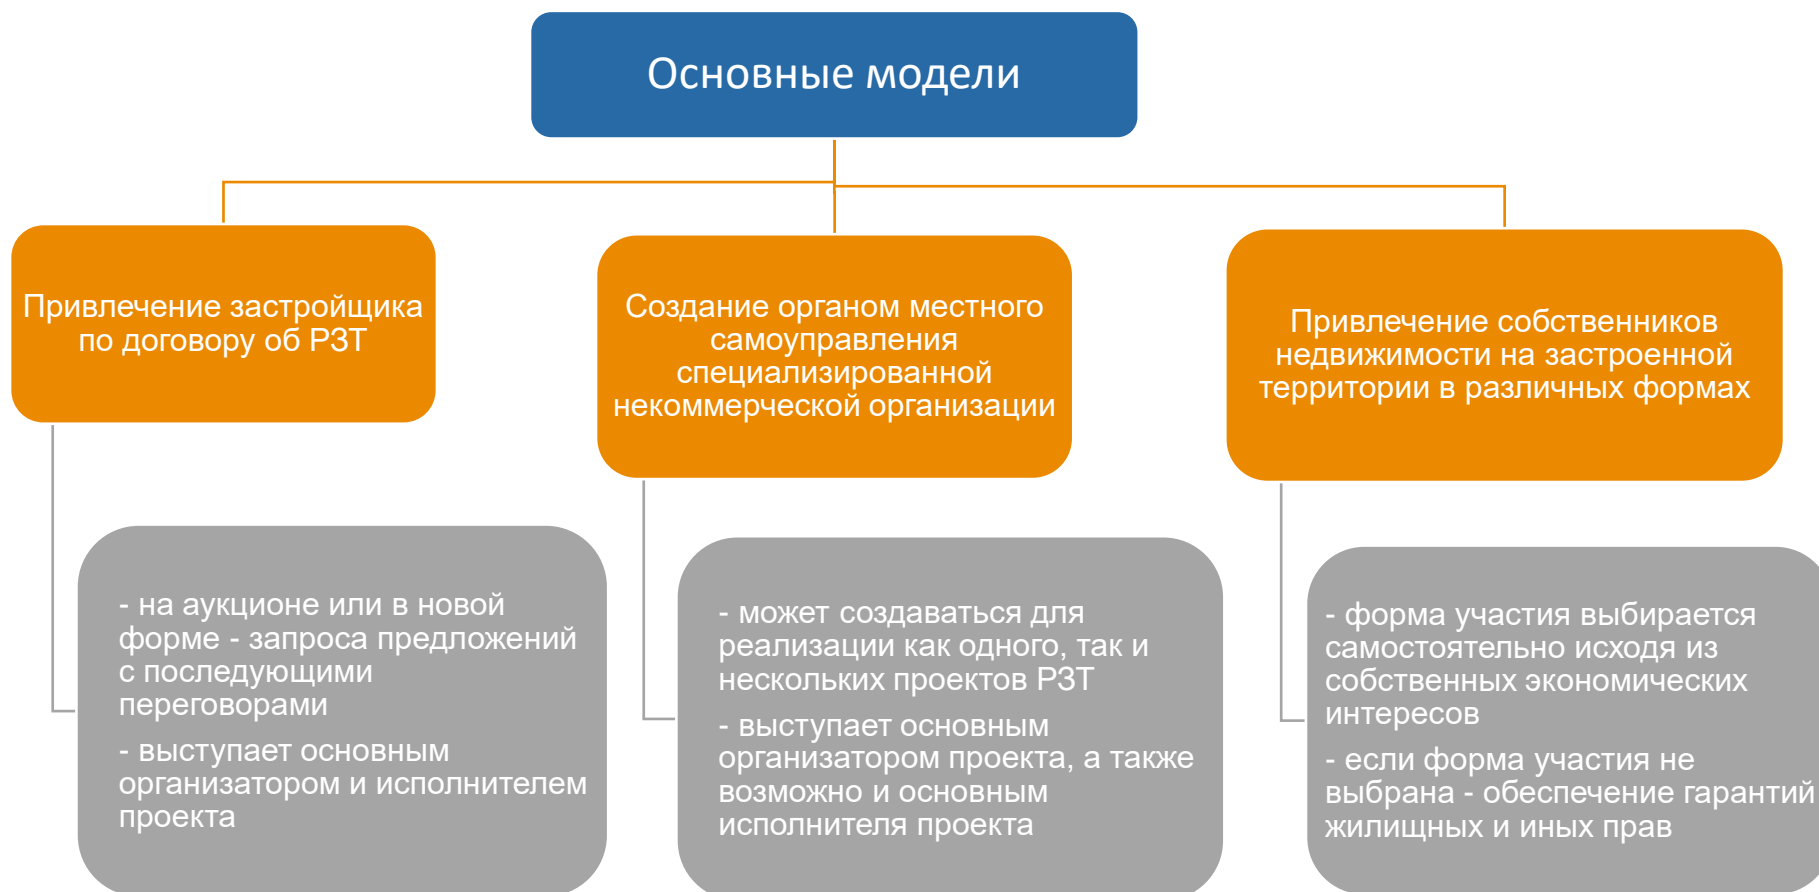 Основные модели
Привлечение застройщика
по договору об РЗТ
Создание органом местного
самоуправления
специализированной
некоммерческой организации
Привлечение собственников
недвижимости на застроенной
территории в различных формах
- на аукционе или в новой
форме - запроса предложений
с последующими
переговорами
- выступает основным
организатором и исполнителем
проекта
- может создаваться для
реализации как одного, так и
нескольких проектов РЗТ
- выступает основным
организатором проекта, а также
возможно и основным
исполнителя проекта
- форма участия выбирается
самостоятельно исходя из
собственных экономических
интересов
- если форма участия не
выбрана - обеспечение гарантий
жилищных и иных прав